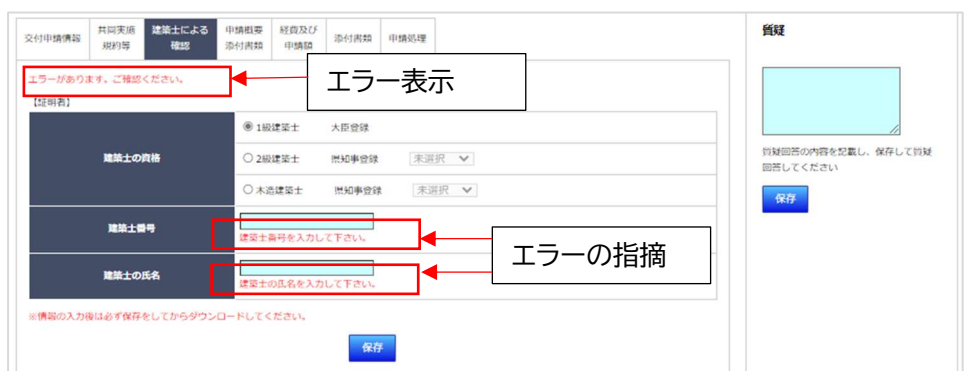 交付申請情報
共同実施
規約等
建築士による
確認
申請概要
添付書類
経費及び
申請額
添付書類
申請処理
エラーがあります。ご確認ください。
エラー表示
【証明者】
建築士の資格
1級建築士 大臣登録
2級建築士 県知事登録 未選択
木造建築士 県知事登録 未選択
建築士番号
建築士番号を入力して下さい。
エラーの指摘
建築士の氏名
建築士の氏名を入力して下さい。
※情報の入力後は必ず保存をしてからダウンロードしてください。
保存
質疑
質疑回答の内容を記載し、保存して質疑
回答してください
保存